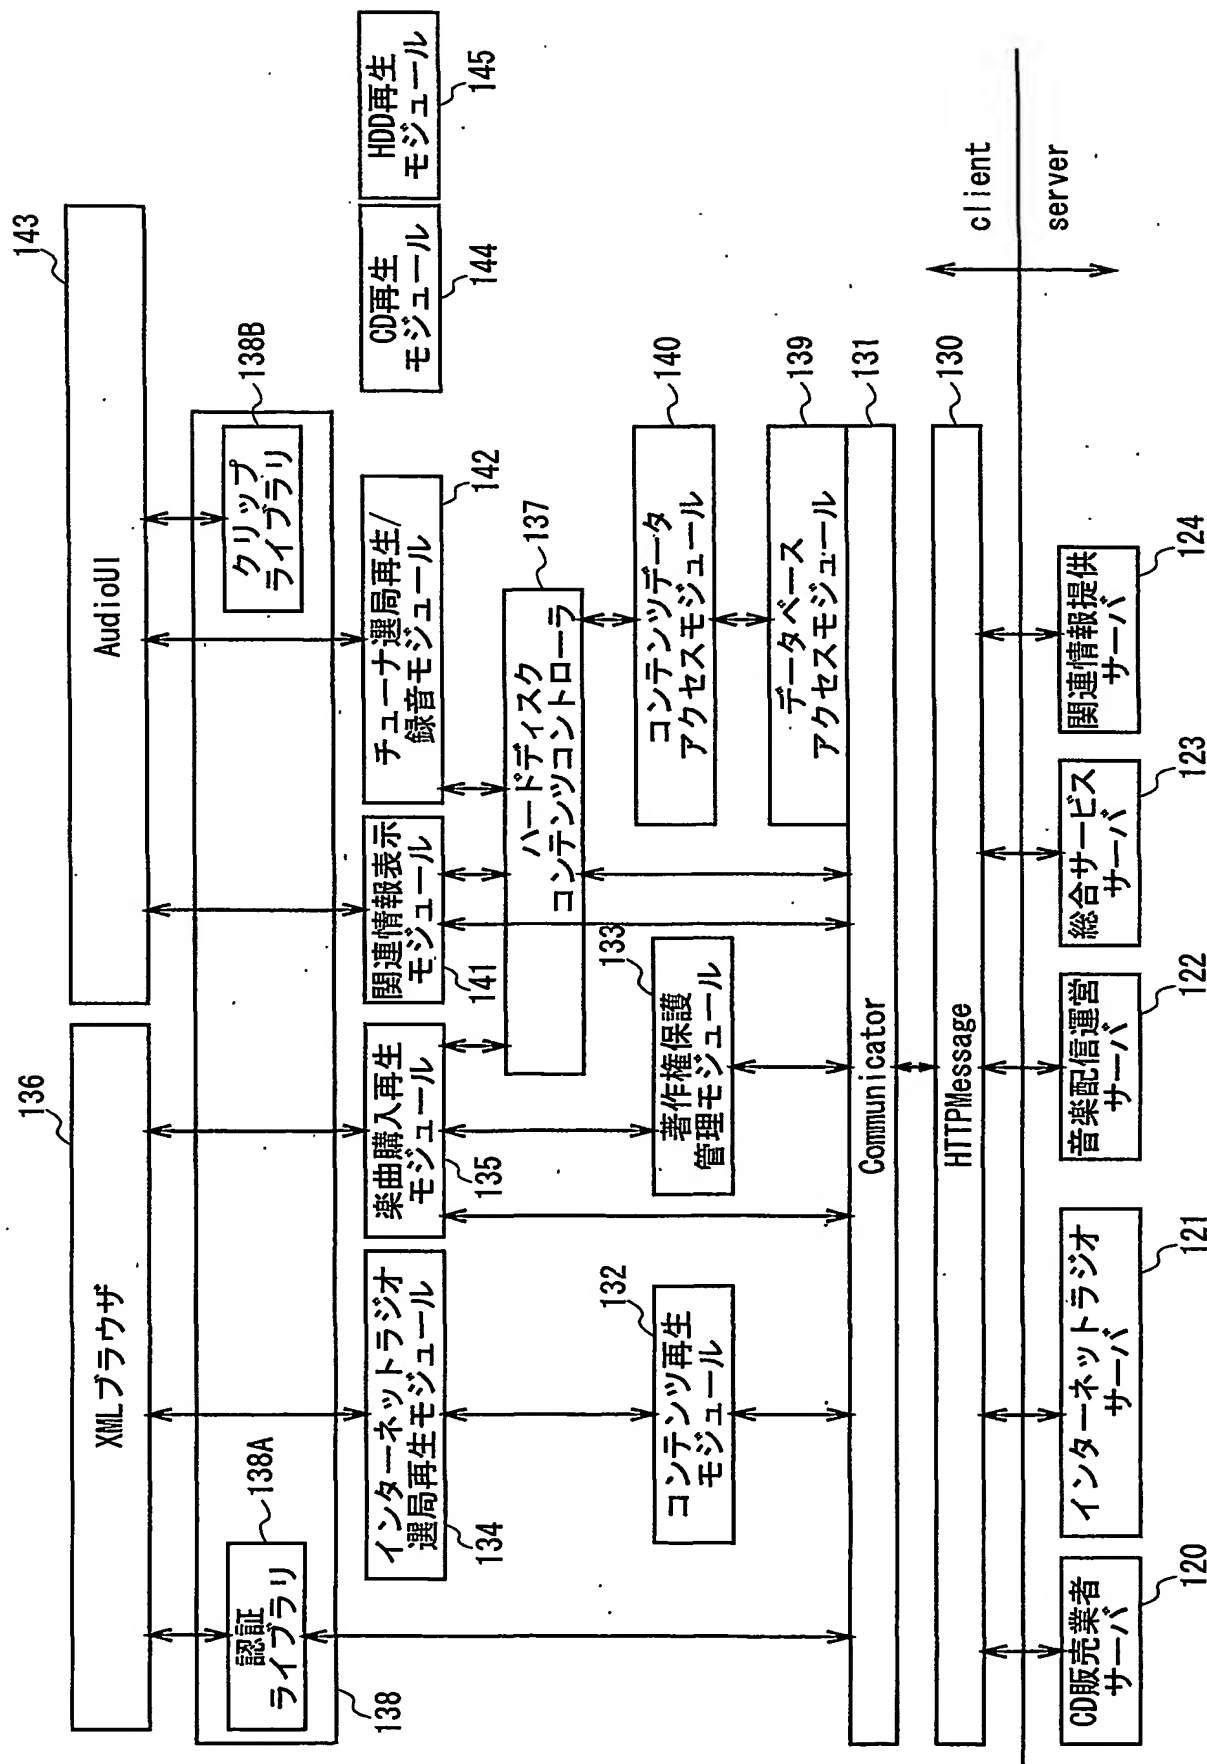 136
143
XMLブラウザ
AudioUI
認証
ライブラリ
138A
クリップ
ライブラリ
138B
138
インターネットラジオ
選局再生モジュール
134
楽曲購入再生
モジュール
135
関連情報表示
モジュール
141
チューナ選局再生/
録音モジュール
142
CD再生
モジュール
144
HDD再生
モジュール
145
ハードディスク
コンテンツコントローラ
137
コンテンツ再生
モジュール
132
著作権保護
管理モジュール
133
コンテンツデータ
アクセスモジュール
140
データベース
アクセスモジュール
139
Communicator
131
HTTPMessage
130
client
server
CD販売業者
サーバ
120
インターネットラジオ
サーバ
121
音楽配信運営
サーバ
122
総合サービス
サーバ
123
関連情報提供
サーバ
124